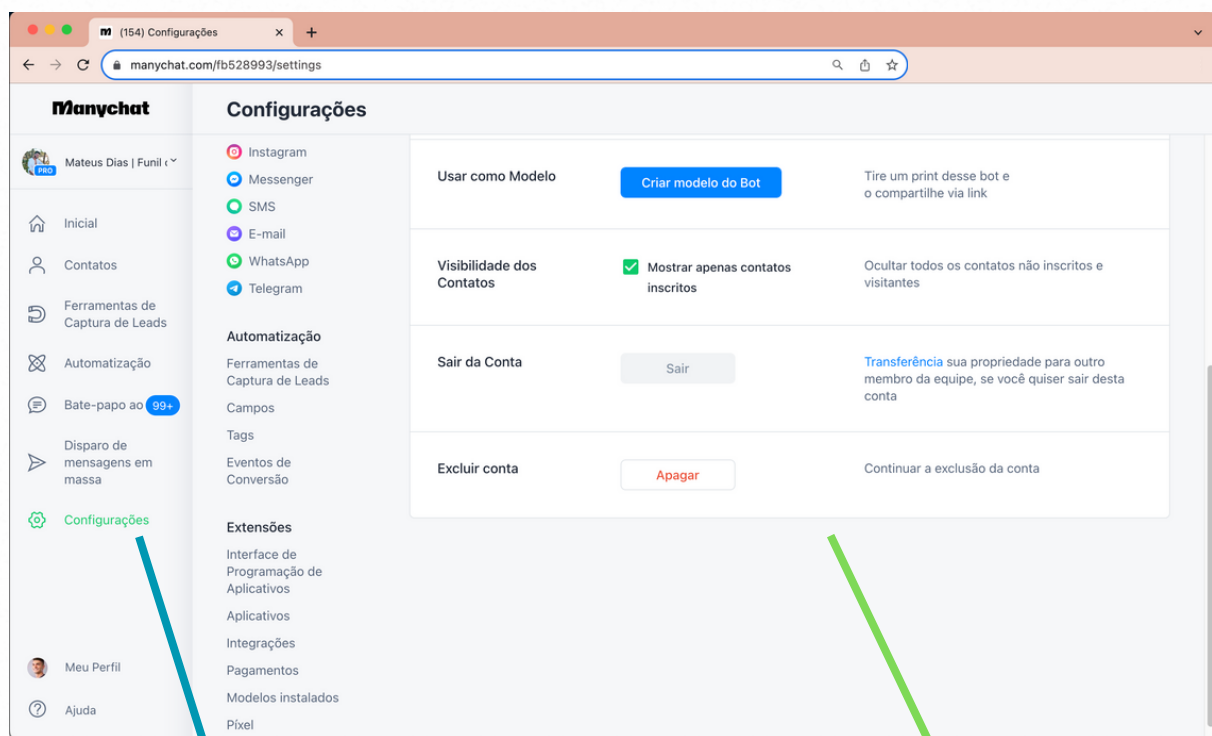 (154) Configurações
manychat.com/fb528993/settings
Manychat
Configurações
PRO
Mateus Dias | Funil
Inicial
Contatos
Ferramentas de
Captura de Leads
Automatização
Bate-papo ao 99+
Disparo de
mensagens em
massa
Configurações
Meu Perfil
Ajuda
Instagram
Messenger
SMS
E-mail
WhatsApp
Telegram
Automatização
Ferramentas de
Captura de Leads
Campos
Tags
Eventos de
Conversão
Extensões
Interface de
Programação de
Aplicativos
Aplicativos
Integrações
Pagamentos
Modelos instalados
Píxel
Usar como Modelo
Criar modelo do Bot
Tire um print desse bot e
o compartilhe via link
Visibilidade dos
Contatos
Mostrar apenas contatos
inscritos
Ocultar todos os contatos não inscritos e
visitantes
Sair da Conta
Sair
Transferência sua propriedade para outro
membro da equipe, se você quiser sair desta
conta
Excluir conta
Apagar
Continuar a exclusão da conta